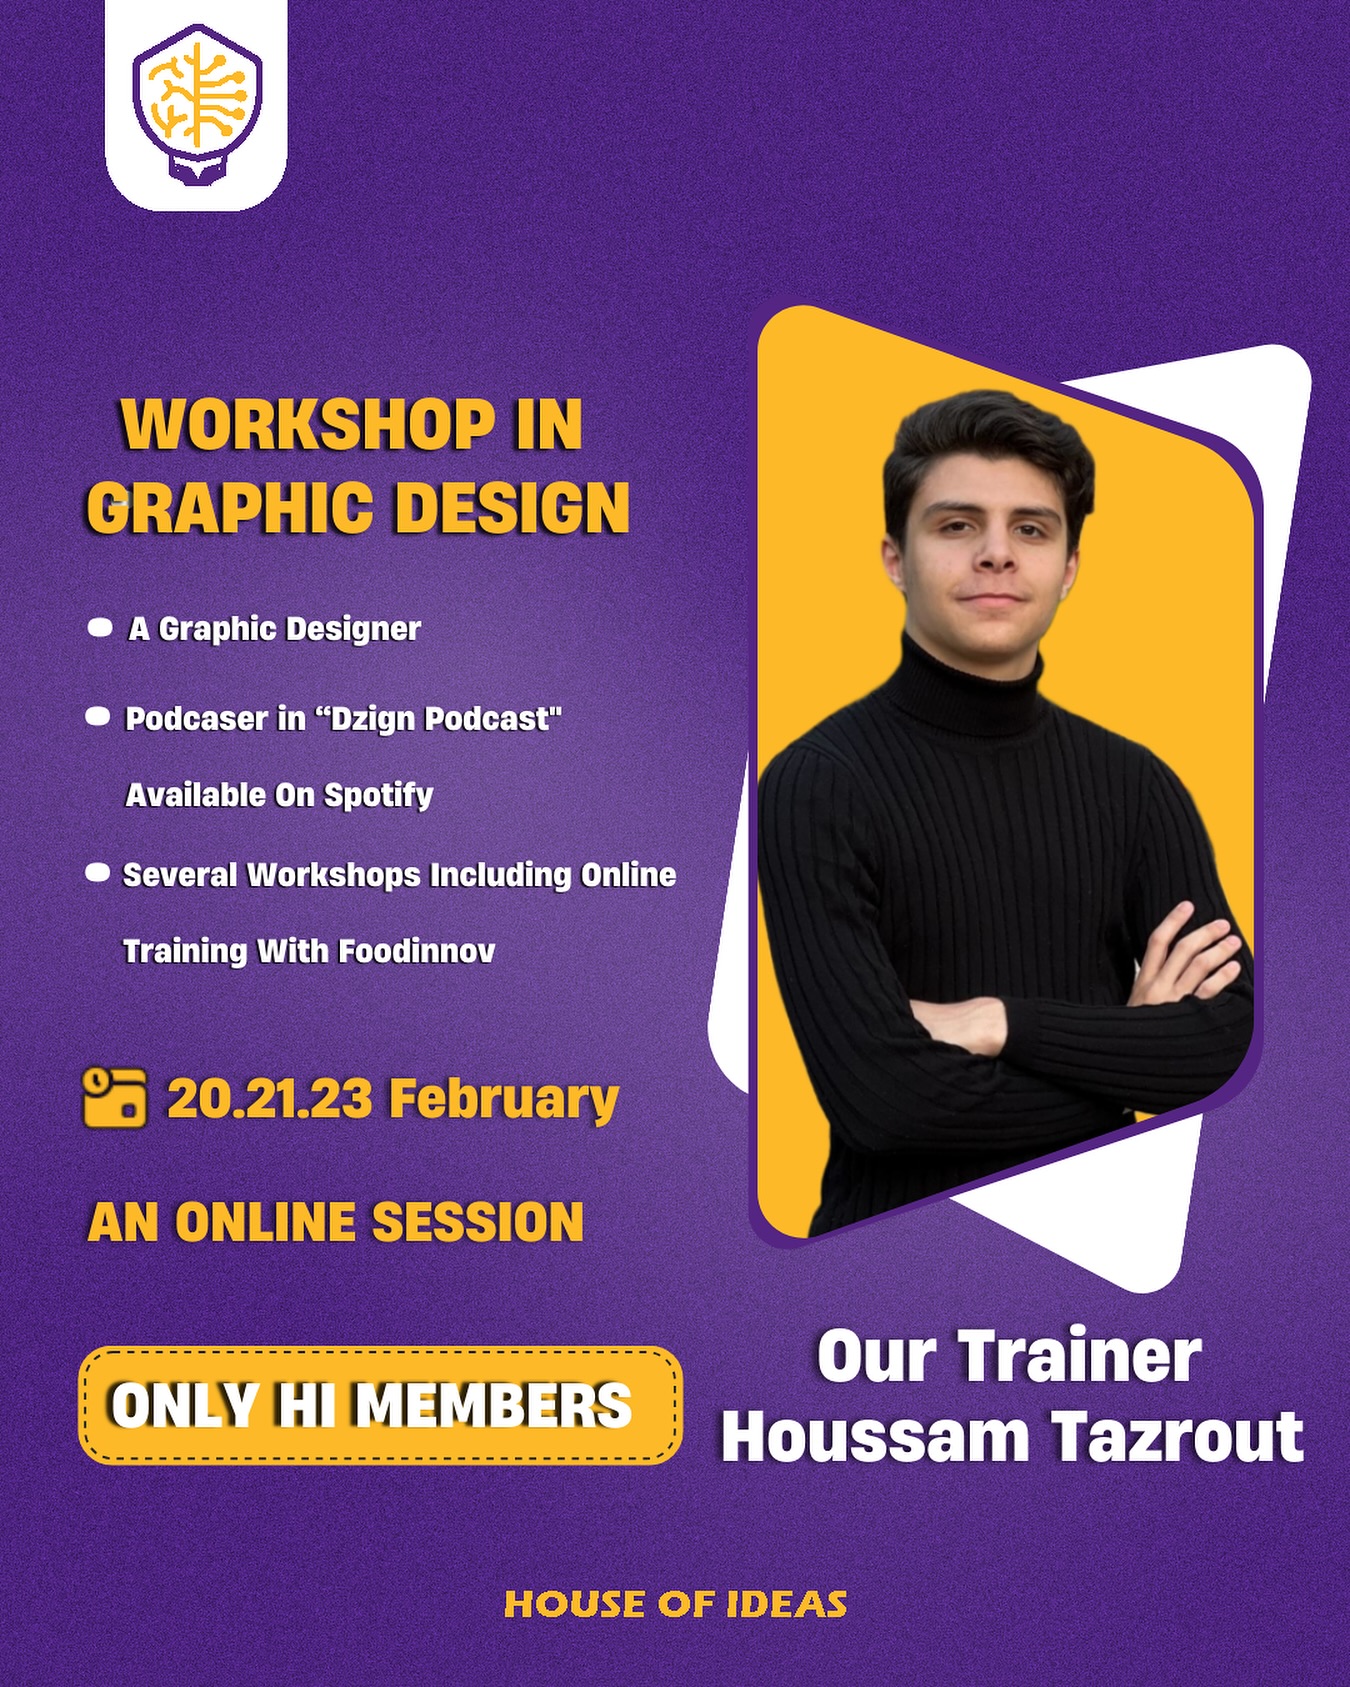 WORKSHOP IN
GRAPHIC DESIGN
A Graphic Designer
Podcaser in “Dzign Podcast"
Available On Spotify
Several Workshops Including Online
Training With Foodinnov
20.21.23 February
AN ONLINE SESSION
ONLY HI MEMBERS
Our Trainer
Houssam Tazrout
HOUSE OF IDEAS